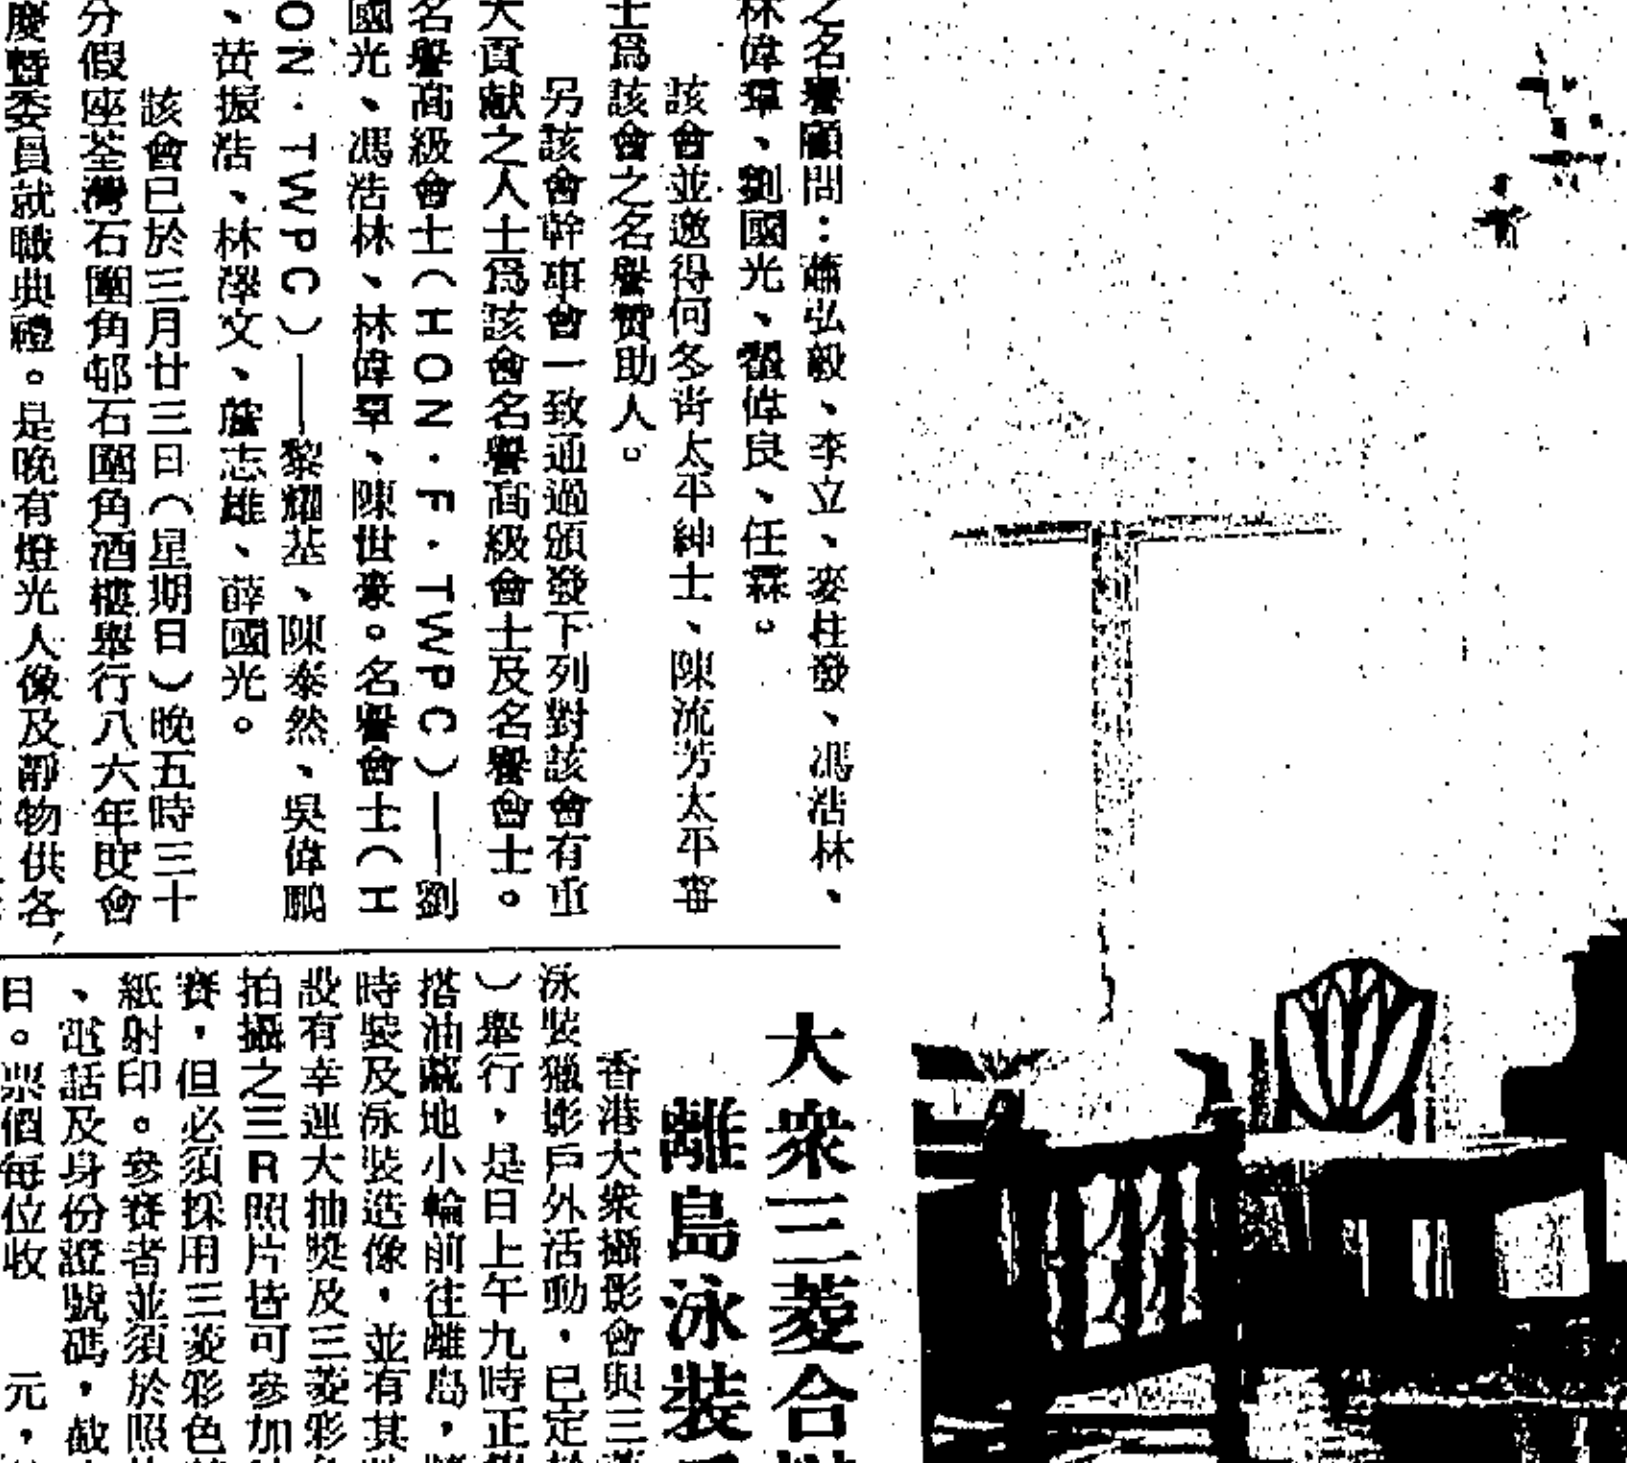 之名譽顧問：蕭弘毅、李立、麥柱發、馮浩林、
林偉羣、劉國光、翟偉良、任霖。
該會並邀得何冬青太平紳士、陳流芳太平紳
士爲該會之名譽贊助人。
另該會幹事會一致通過頒發下列對該會有重
大貢献之人士爲該會名譽高級會士及名譽會士。
名譽高級會士（HON．F．TWPC）——劉
國光、馮浩林、林偉羣、陳世豪。名譽會士（H
ON．TWPC）——黎耀基、陳泰然、吳偉鵬
、黃振浩、林澤文、詹志雄、薛國光。
該會已於三月廿三日（星期日）晚五時三十
分假座荃灣石圍角邨石圍角酒樓舉行八六年度會
慶暨委員就職典禮。是晚有燈光人像及靜物供各
大衆三菱合
離島泳裝
香港大衆攝影會與三
泳裝獵影戶外活動，已定
）舉行，是日上午九時正
搭油蔴地小輪前往離島，
時裝及泳裝造像，並有其
設有幸運大抽獎及三菱彩
拍攝之三R照片皆可參加
賽，但必須採用三菱彩色
紙射印。參賽者並須於照
、電話及身份證號碼，截
日。票價每位收　元，